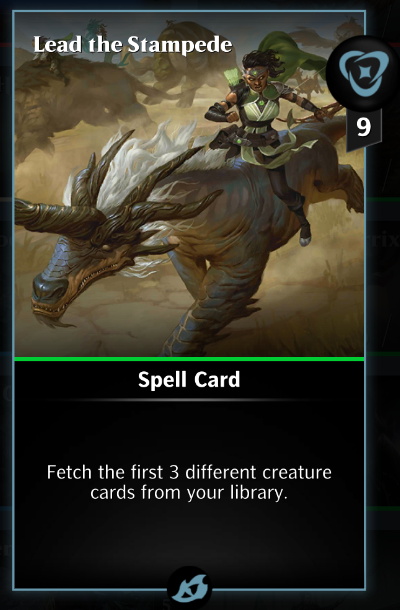 Lead the Stampede
9
Spell Card
Fetch the first 3 different creature
cards from your library.